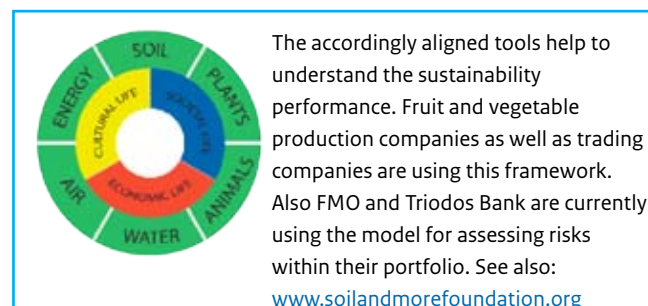 SOIL
PLANTS
ANIMALS
WATER
AIR
ENERGY
CULTURAL LIFE
SOCIETAL LIFE
ECONOMIC LIFE
The accordingly aligned tools help to
understand the sustainability
performance. Fruit and vegetable
production companies as well as trading
companies are using this framework.
Also FMO and Triodos Bank are currently
using the model for assessing risks
within their portfolio. See also:
www.soilandmorefoundation.org